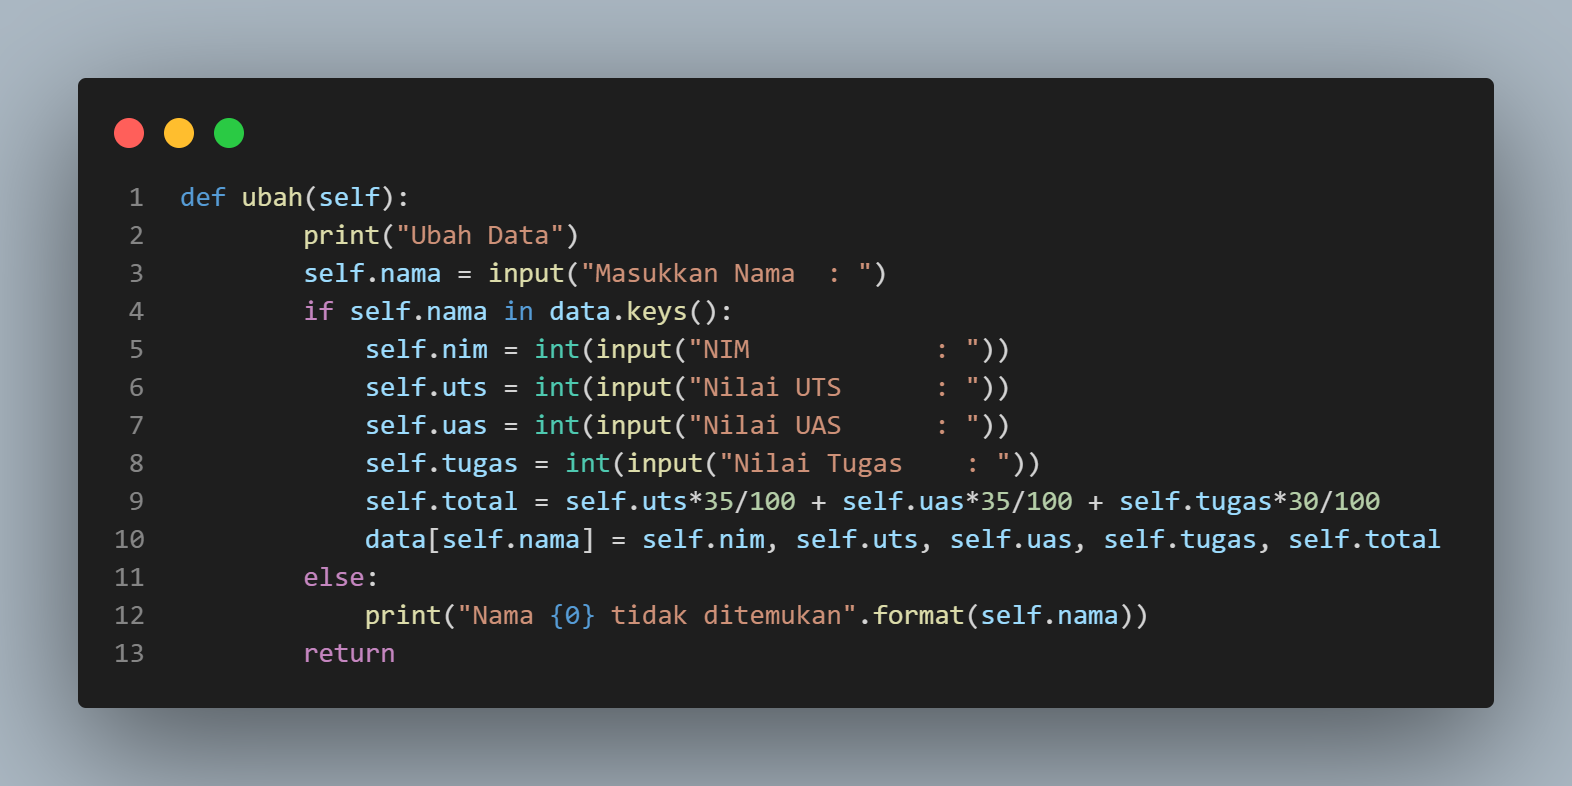 1 def ubah(self):
2         print("Ubah Data")
3         self.nama = input("Masukkan Nama  : ")
4         if self.nama in data.keys():
5             self.nim = int(input("NIM            : "))
6             self.uts = int(input("Nilai UTS      : "))
7             self.uas = int(input("Nilai UAS      : "))
8             self.tugas = int(input("Nilai Tugas    : "))
9             self.total = self.uts*35/100 + self.uas*35/100 + self.tugas*30/100
10             data[self.nama] = self.nim, self.uts, self.uas, self.tugas, self.total
11         else:
12             print("Nama {0} tidak ditemukan".format(self.nama))
13         return